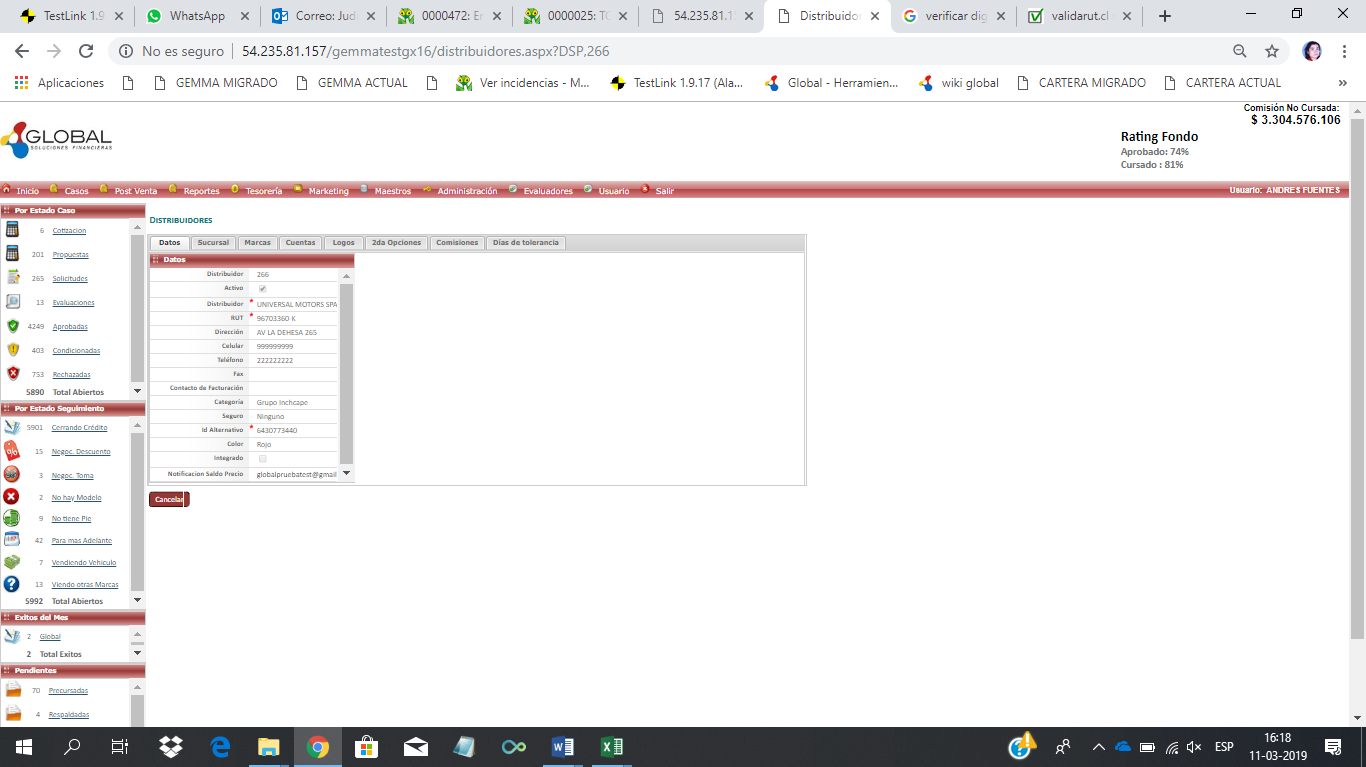 TestLink 1.9
WhatsApp
Correo: Jud
0000472: E
0000025: TC
54.235.81.1
Distribuidor
verificar dig
validarut.cl
No es seguro
54.235.81.157/gemmatestgx16/distribuidores.aspx?DSP,266
Aplicaciones
GEMMA MIGRADO
GEMMA ACTUAL
Ver incidencias - M...
TestLink 1.9.17 (Ala...
Global - Herramien...
wiki global
CARTERA MIGRADO
CARTERA ACTUAL
»
Comisión No Cursada:
$ 3.304.576.106
GLOBAL
SOLUCIONES FINANCIERAS
Rating Fondo
Aprobado: 74%
Cursado : 81%
Inicio
Casos
Post Venta
Reportes
Tesorería
Marketing
Maestros
Administración
Evaluadores
Usuario
Salir
Usuario: ANDRES FUENTES
Por Estado Caso
6 Cotizacion
201 Propuestas
265 Solicitudes
13 Evaluaciones
4249 Aprobadas
403 Condicionadas
753 Rechazadas
5890 Total Abiertos
Por Estado Seguimiento
5901 Cerrando Crédito
15 Negoc. Descuento
3 Negoc. Toma
2 No hay Modelo
9 No tiene Pie
42 Para mas Adelante
7 Vendiendo Vehiculo
13 Viendo otras Marcas
5992 Total Abiertos
Exitos del Mes
2 Global
2 Total Exitos
Pendientes
70 Precursadas
4 Respaldadas
DISTRIBUIDORES
Datos
Sucursal
Marcas
Cuentas
Logos
2da Opciones
Comisiones
Días de tolerancia
Datos
Distribuidor 266
Activo
Distribuidor * UNIVERSAL MOTORS SPA
RUT * 96703360 K
Dirección AV LA DEHESA 265
Celular 999999999
Teléfono 222222222
Fax
Contacto de Facturación
Categoría Grupo Inchcape
Seguro Ninguno
Id Alternativo * 6430773440
Color Rojo
Integrado
Notificacion Saldo Precio globalpruebatest@gmail
Cancelar
ESP
16:18
11-03-2019